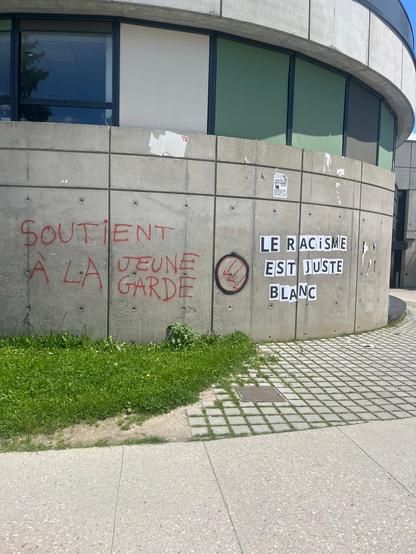 SOUTIENT
À LA JEUNE
GARDE
LE RACiSME
EST JUSTE
BLANC